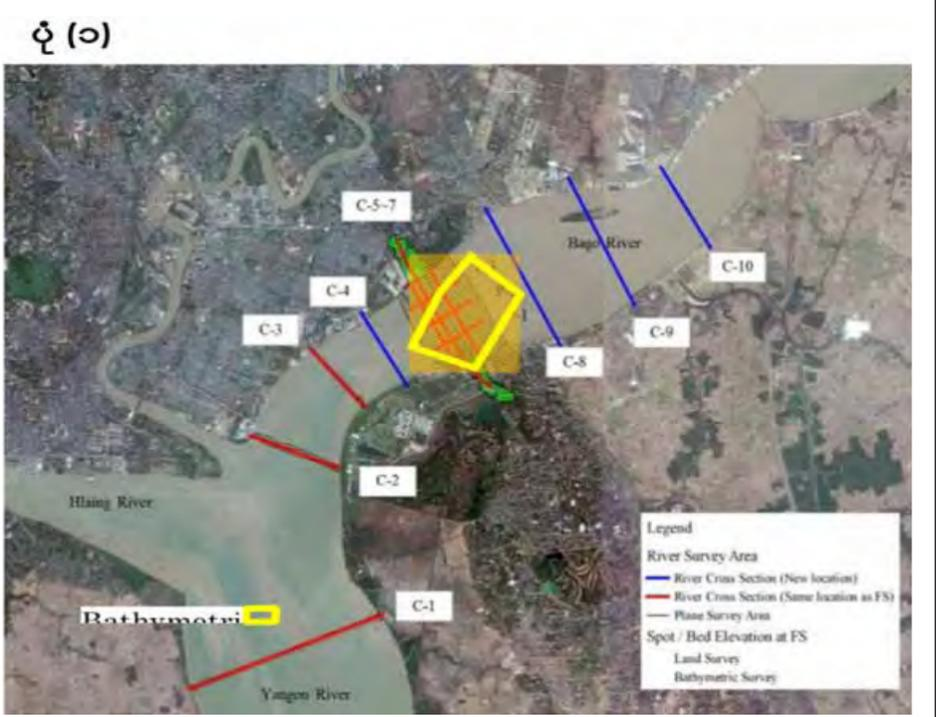 ပုံ (၁)
C-5~7
Bago River
C-4
C-10
C-3
C-9
C-8
C-2
Hlaing River
Legend
River Survey Area
River Cross Section (New location)
River Cross Section (Same location as FS)
Plane Survey Area
Spot / Bed Elevation at FS
Land Survey
Bathymetric Survey
C-1
Bathymetri
Yangon River